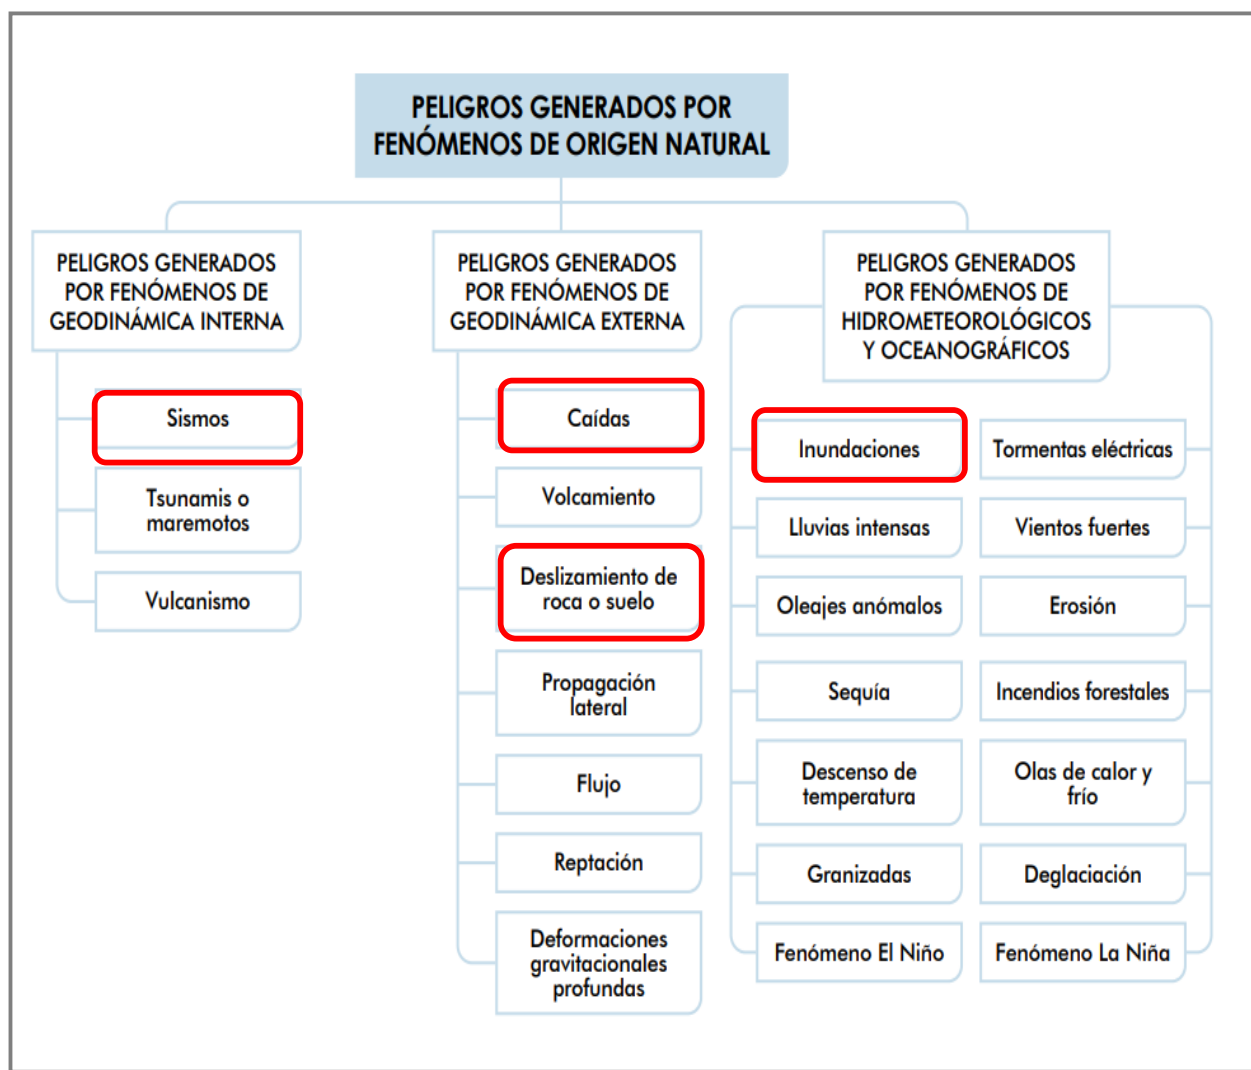 PELIGROS GENERADOS POR
FENÓMENOS DE ORIGEN NATURAL
PELIGROS GENERADOS
POR FENÓMENOS DE
GEODINÁMICA INTERNA
Sismos
Tsunamis o
maremotos
Vulcanismo
PELIGROS GENERADOS
POR FENÓMENOS DE
GEODINÁMICA EXTERNA
Caídas
Volcamiento
Deslizamiento de
roca o suelo
Propagación
lateral
Flujo
Reptación
Deformaciones
gravitacionales
profundas
PELIGROS GENERADOS
POR FENÓMENOS DE
HIDROMETEOROLÓGICOS
Y OCEANOGRÁFICOS
Inundaciones
Lluvias intensas
Oleajes anómalos
Sequía
Descenso de
temperatura
Granizadas
Fenómeno El Niño
Tormentas eléctricas
Vientos fuertes
Erosión
Incendios forestales
Olas de calor y
frío
Deglaciación
Fenómeno La Niña